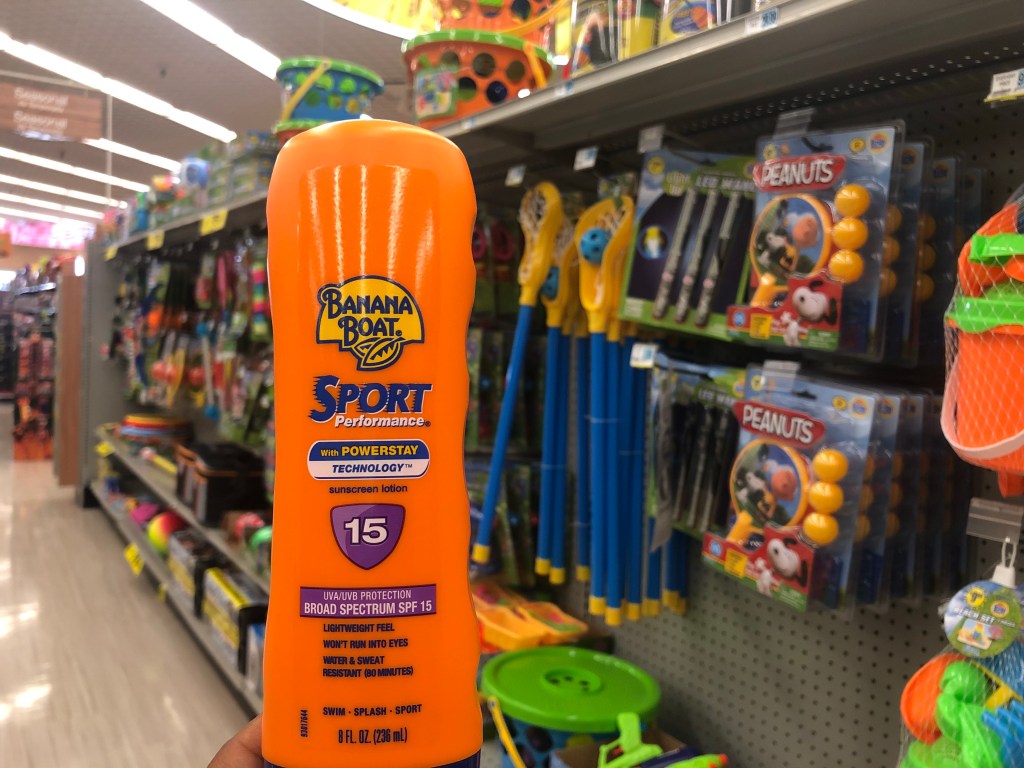 Seasonal
Seasonal
BANANA
BOAT®
SPORT
Performance®
With POWERSTAY
TECHNOLOGY™
sunscreen lotion
15
UVA/UVB PROTECTION
BROAD SPECTRUM SPF 15
LIGHTWEIGHT FEEL
WON'T RUN INTO EYES
WATER & SWEAT
RESISTANT (80 MINUTES)
SWIM · SPLASH · SPORT
8 FL. OZ. (236 mL)
PEANUTS
PEANUTS